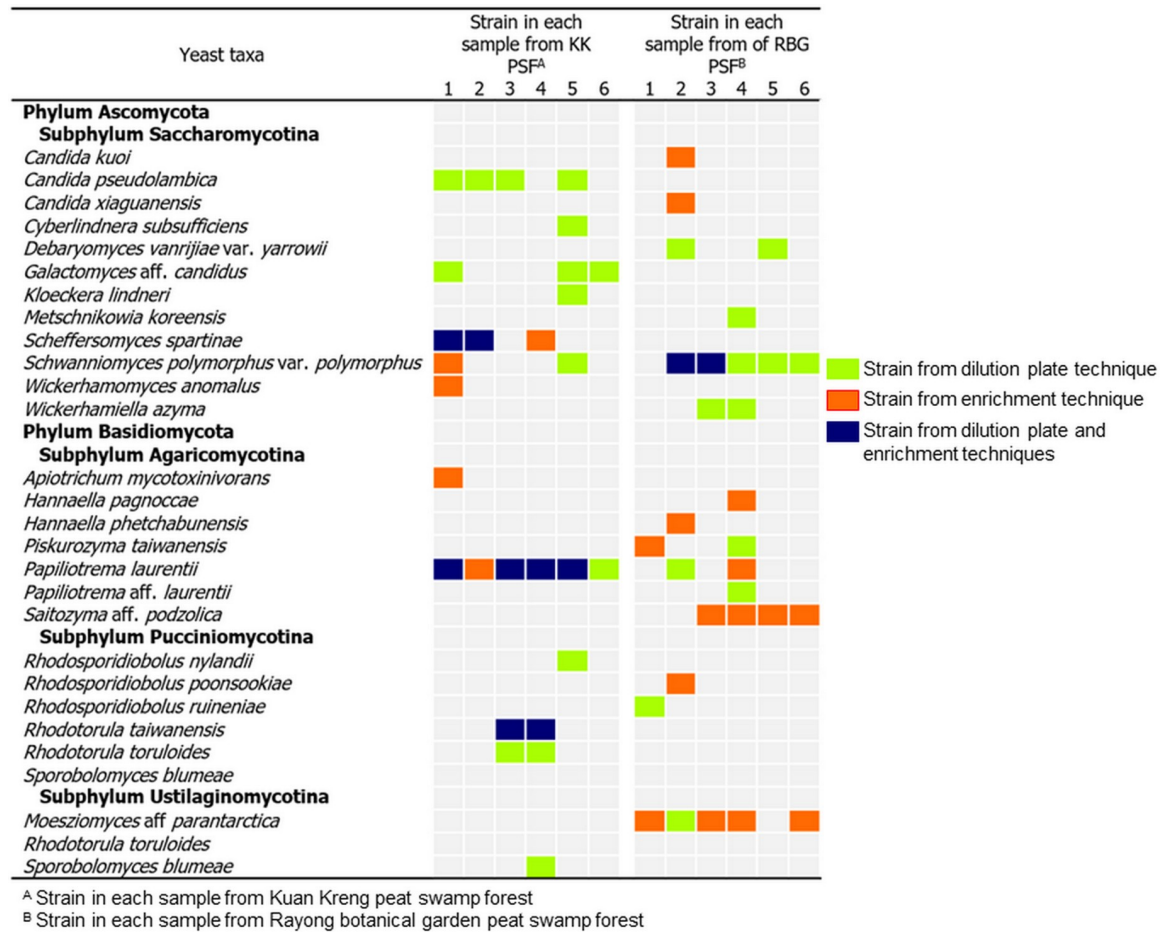 Yeast taxa
Strain in each
sample from KK
PSFA
Strain in each
sample from of RBG
PSFB
1 2 3 4 5 6 1 2 3 4 5 6
Phylum Ascomycota
Subphylum Saccharomycotina
Candida kuoi
Candida pseudolambica
Candida xiaguanensis
Cyberlindnera subsufficiens
Debaryomyces vanrijiae var. yarrowii
Galactomyces aff. candidus
Kloeckera lindneri
Metschnikowia koreensis
Scheffersomyces spartinae
Schwanniomyces polymorphus var. polymorphus
Wickerhamomyces anomalus
Wickerhamiella azyma
Phylum Basidiomycota
Subphylum Agaricomycotina
Apiotrichum mycotoxinivorans
Hannaella pagnoccae
Hannaella phetchabunensis
Piskurozyma taiwanensis
Papiliotrema laurentii
Papiliotrema aff. laurentii
Saitozyma aff. podzolica
Subphylum Pucciniomycotina
Rhodosporidiobolus nylandii
Rhodosporidiobolus poonsookiae
Rhodosporidiobolus ruineniae
Rhodotorula taiwanensis
Rhodotorula toruloides
Sporobolomyces blumeae
Subphylum Ustilaginomycotina
Moesziomyces aff parantarctica
Rhodotorula toruloides
Sporobolomyces blumeae
Strain from dilution plate technique
Strain from enrichment technique
Strain from dilution plate and
enrichment techniques
A Strain in each sample from Kuan Kreng peat swamp forest
B Strain in each sample from Rayong botanical garden peat swamp forest